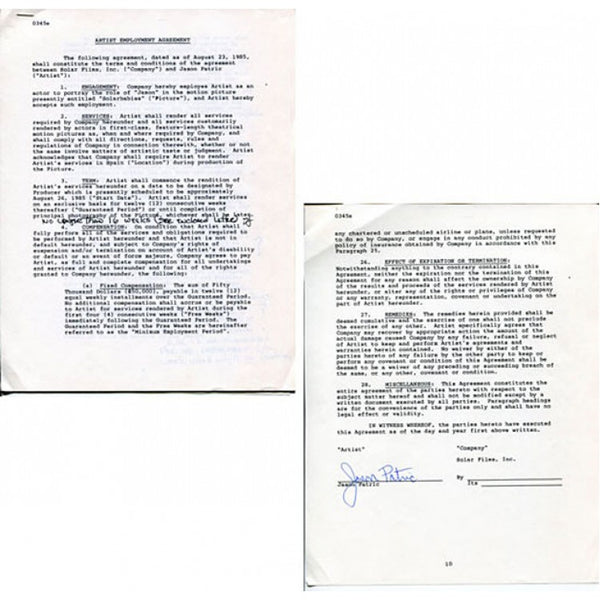 0345e
ARTIST EMPLOYMENT AGREEMENT
The following agreement, dated as of August 23, 1985,
shall constitute the terms and conditions of the agreement
between Solar Films, Inc. ("Company") and Jason Patric
("Artist"):
1. ENGAGEMENT: Company hereby employs Artist as an
actor to portray the role of "Jason" in the motion picture
presently entitled "Solarbabies" ("Picture"), and Artist hereby
accepts such employment.
2. SERVICES: Artist shall render all services
required by Company hereunder and all services customarily
rendered by actors in first-class, feature-length theatrical
motion pictures as, when and where required by Company, and
shall comply with all directions, requests, rules and
regulations of Company in connection therewith, whether or not
the same involve matters of artistic taste or judgment. Artist
acknowledges that Company shall require Artist to render
Artist's services in Spain ("Location") during production of
the Picture.
3. TERM: Artist shall commence the rendition of
Artist's services hereunder on a date to be designated by
Producer which is presently scheduled to be approximately
August 26, 1985 ("Start Date"). Artist shall render services
on an exclusive basis for twelve (12) consecutive weeks
thereafter ("Guaranteed Period") or until completion of
principal photography of the Picture, whichever shall be later,
no longer than 16 weeks (see enclosed letter)
4. COMPENSATION: On condition that Artist shall
fully perform all of the services and obligations required to
be performed by Artist hereunder and that Artist is not in
default hereunder, and subject to Company's rights of
suspension and/or termination on account of Artist's disability
or default or an event of force majeure, Company agrees to pay
Artist, as full and complete compensation for all undertakings
and services of Artist hereunder and for all of the rights
granted to Company hereunder, the following:
(a) Fixed Compensation: The sum of Fifty
Thousand Dollars ($50,000), payable in twelve (12)
equal weekly installments over the Guaranteed Period.
No additional compensation shall accrue or be payable
to Artist for services rendered by Artist during the
first four (4) consecutive weeks ("Free Weeks")
immediately following the Guaranteed Period. The
Guaranteed Period and the Free Weeks are hereinafter
referred to as the "Minimum Employment Period".
0345e
any chartered or unscheduled airline or plane, unless requested
to do so by Company, or engage in any conduct prohibited by any
policy of insurance obtained by Company in accordance with this
Paragraph 25.
26. EFFECT OF EXPIRATION OR TERMINATION:
Notwithstanding anything to the contrary contained in this
Agreement, neither the expiration nor the termination of this
Agreement for any reason shall affect the ownership by Company
of the results and proceeds of the services rendered by Artist
hereunder, or alter any of the rights or privileges of Company
or any warranty, representation, covenant or undertaking on the
part of Artist hereunder.
27. REMEDIES: The remedies herein provided shall be
deemed cumulative and the exercise of one shall not preclude
the exercise of any other. Artist specifically agrees that
Company may recover by appropriate action the amount of the
actual damage caused Company by any failure, refusal or neglect
of Artist to keep and perform Artist's agreements and
warranties herein contained. No waiver by either of the
parties hereto of any failure by the other party to keep or
perform any covenant or condition of this Agreement shall be
deemed to be a waiver of any preceding or succeeding breach of
the same, or any other, covenant or condition.
28. MISCELLANEOUS: This Agreement constitutes the
entire agreement of the parties hereto with respect to the
subject matter hereof and shall not be modified except by a
written document executed by all parties. Paragraph headings
are for the convenience of the parties only and shall have no
legal effect or validity.
IN WITNESS WHEREOF, the parties hereto have executed
this Agreement as of the day and year first above written.
"Artist" "Company"
Solar Films, Inc.
Jason Patric
Jason Patric By
Its
10